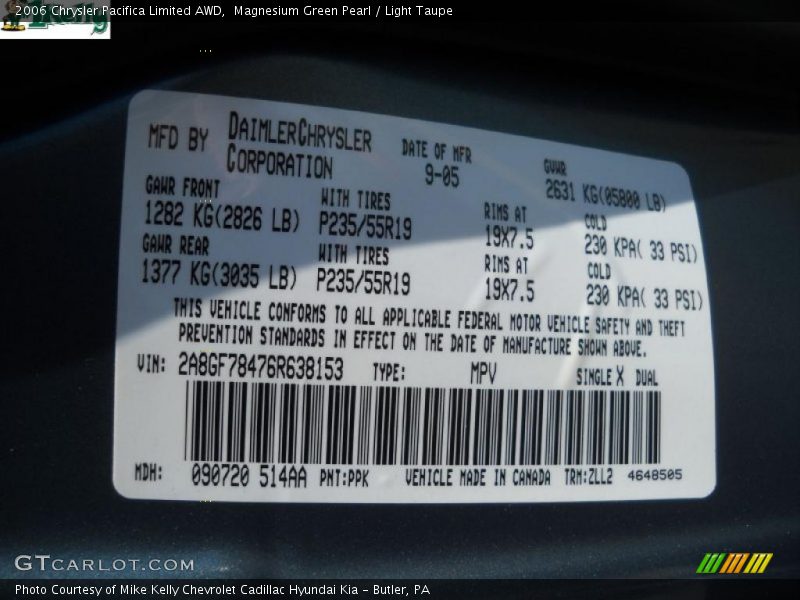 2006 Chrysler Pacifica Limited AWD,  Magnesium Green Pearl / Light Taupe
MFD BY DAIMLERCHRYSLER CORPORATION
DATE OF MFR 9-05
GVWR 2631 KG(05800 LB)
GAWR FRONT 1282 KG(2826 LB) WITH TIRES P235/55R19 RIMS AT 19X7.5 COLD 230 KPA( 33 PSI)
GAWR REAR 1377 KG(3035 LB) WITH TIRES P235/55R19 RIMS AT 19X7.5 COLD 230 KPA( 33 PSI)
THIS VEHICLE CONFORMS TO ALL APPLICABLE FEDERAL MOTOR VEHICLE SAFETY AND THEFT
PREVENTION STANDARDS IN EFFECT ON THE DATE OF MANUFACTURE SHOWN ABOVE.
VIN: 2A8GF78476R638153 TYPE: MPV SINGLE X DUAL
MDH: 090720 514AA PNT:PPK VEHICLE MADE IN CANADA TRM:ZLL2 4648505
GTCARLOT.COM
Photo Courtesy of Mike Kelly Chevrolet Cadillac Hyundai Kia - Butler, PA